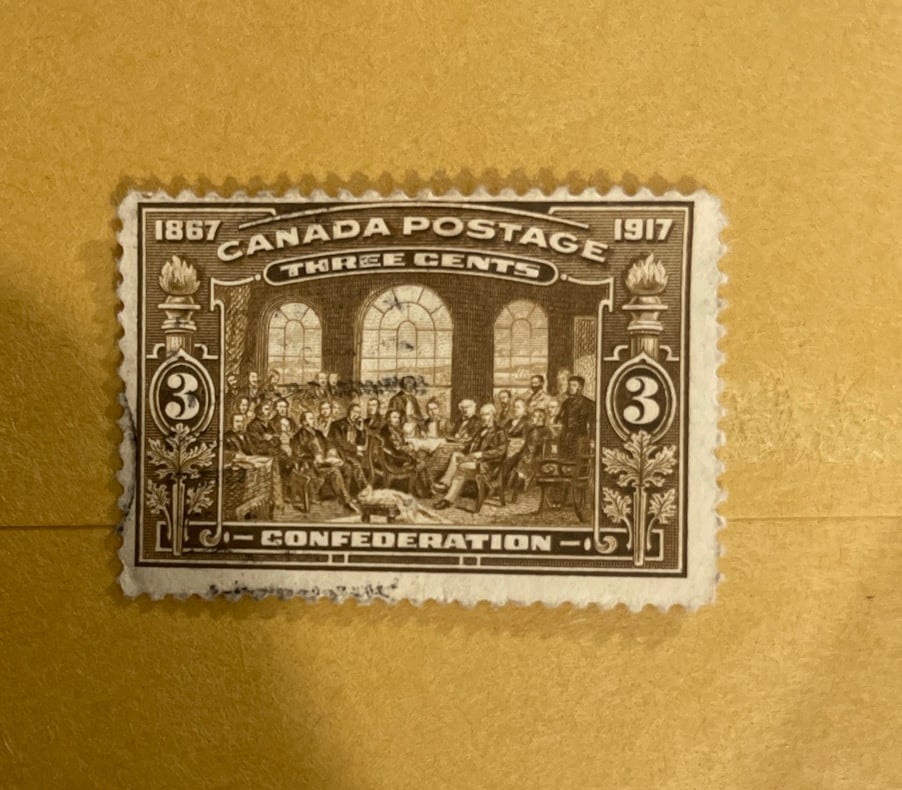 1867 CANADA POSTAGE 1917
THREE CENTS
3 3
CONFEDERATION